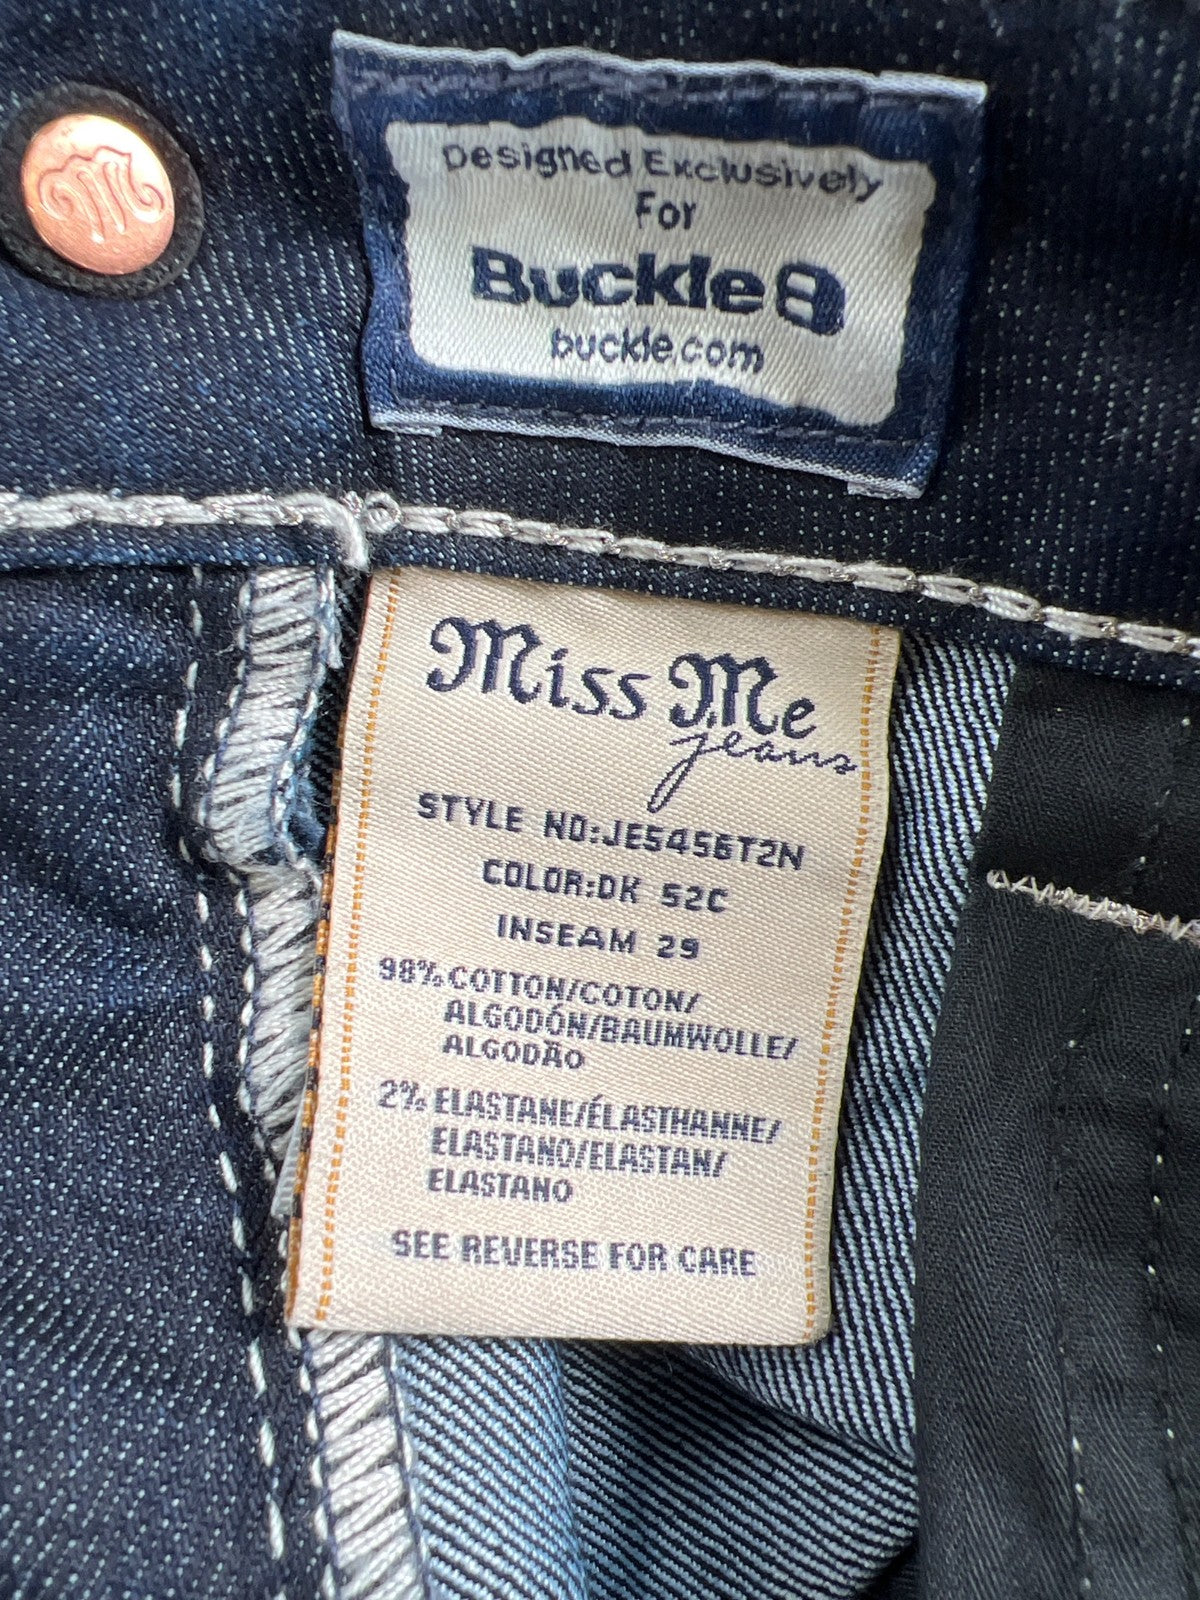 Designed Exclusively
For
Buckle B
buckle.com
Miss Me
jeans
STYLE NO:JE5456T2N
COLOR:DK 52C
INSEAM 29
98% COTTON/COTON/
ALGODÓN/BAUMWOLLE/
ALGODÃO
2% ELASTANE/ÉLASTHANNE/
ELASTANO/ELASTAN/
ELASTANO
SEE REVERSE FOR CARE